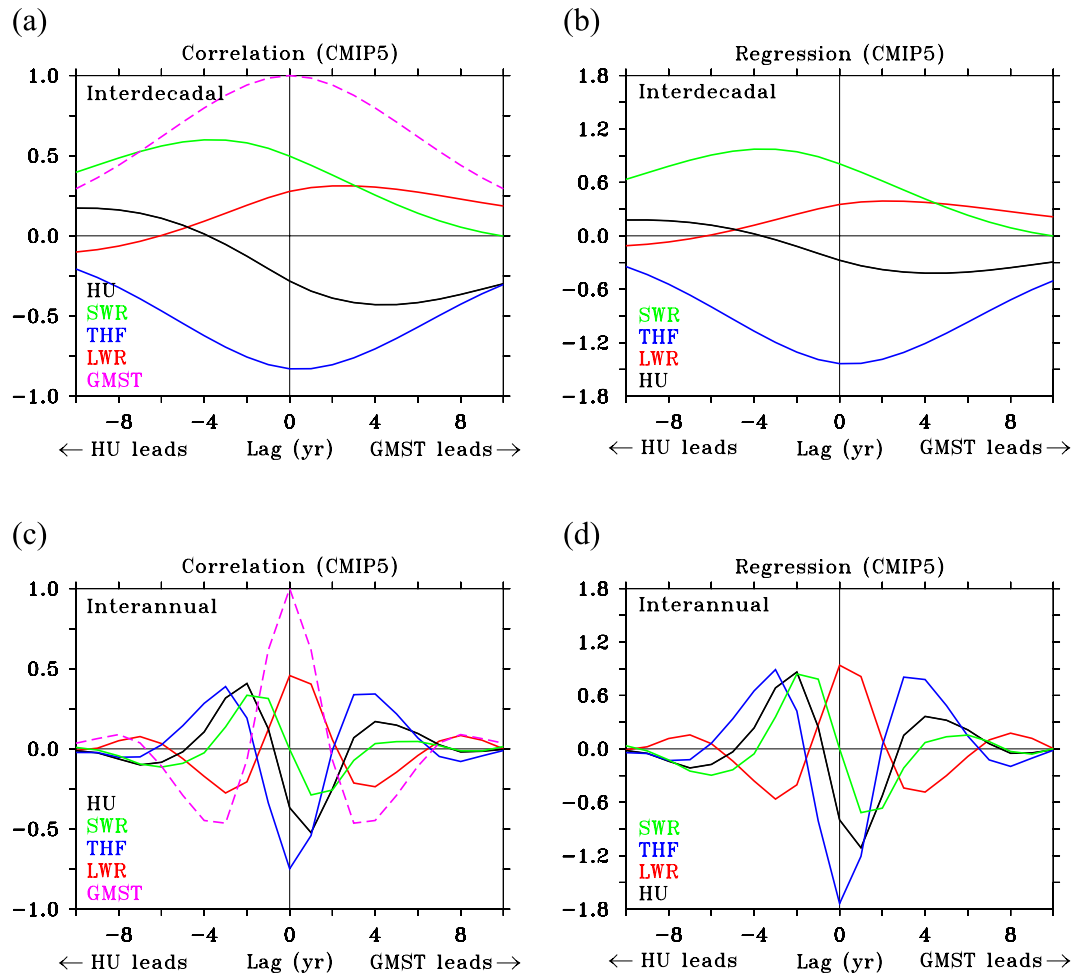 (a)
Correlation (CMIP5)
1.0
0.5
0.0
-0.5
-1.0
Interdecadal
HU
SWR
THF
LWR
GMST
-8 -4 0 4 8
← HU leads Lag (yr) GMST leads →
(b)
Regression (CMIP5)
1.8
1.2
0.6
0.0
-0.6
-1.2
-1.8
Interdecadal
SWR
THF
LWR
HU
-8 -4 0 4 8
← HU leads Lag (yr) GMST leads →
(c)
Correlation (CMIP5)
1.0
0.5
0.0
-0.5
-1.0
Interannual
HU
SWR
THF
LWR
GMST
-8 -4 0 4 8
← HU leads Lag (yr) GMST leads →
(d)
Regression (CMIP5)
1.8
1.2
0.6
0.0
-0.6
-1.2
-1.8
Interannual
SWR
THF
LWR
HU
-8 -4 0 4 8
← HU leads Lag (yr) GMST leads →